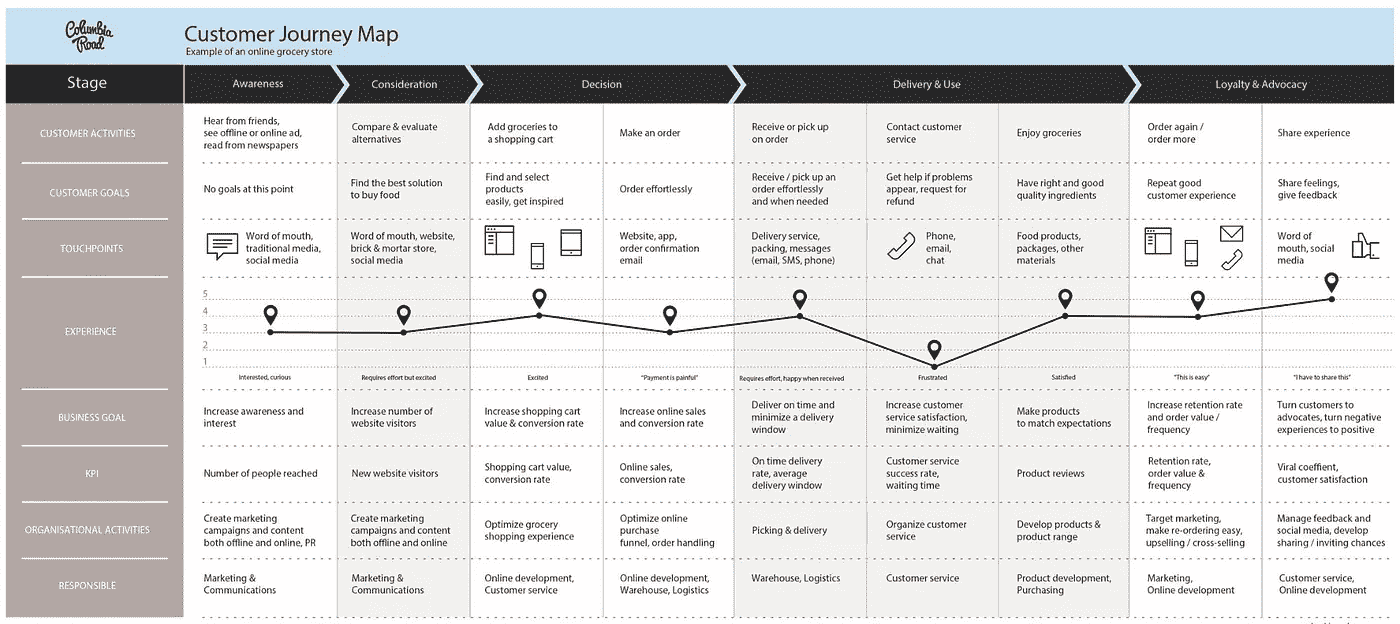 Columbia
Road
Customer Journey Map
Example of an online grocery store
Stage
Awareness
Consideration
Decision
Delivery & Use
Loyalty & Advocacy
CUSTOMER ACTIVITIES
Hear from friends,
see offline or online ad,
read from newspapers
Compare & evaluate
alternatives
Add groceries to
a shopping cart
Make an order
Receive or pick up
on order
Contact customer
service
Enjoy groceries
Order again /
order more
Share experience
CUSTOMER GOALS
No goals at this point
Find the best solution
to buy food
Find and select
products
easily, get inspired
Order effortlessly
Receive / pick up an
order effortlessly
and when needed
Get help if problems
appear, request for
refund
Have right and good
quality ingredients
Repeat good
customer experience
Share feelings,
give feedback
TOUCHPOINTS
Word of mouth,
traditional media,
social media
Word of mouth, website,
brick & mortar store,
social media
Website, app,
order confirmation
email
Delivery service,
packing, messages
(email, SMS, phone)
Phone,
email,
chat
Food products,
packages, other
materials
Word of
mouth, social
media
EXPERIENCE
5
4
3
2
1
Interested, curious
Requires effort but excited
Excited
"Payment is painful"
Requires effort, happy when received
Frustrated
Satisfied
"This is easy"
"I have to share this"
BUSINESS GOAL
Increase awareness and
interest
Increase number of
website visitors
Increase shopping cart
value & conversion rate
Increase online sales
and conversion rate
Deliver on time and
minimize a delivery
window
Increase customer
service satisfaction,
minimize waiting
Make products
to match expectations
Increase retention rate
and order value /
frequency
Turn customers to
advocates, turn negative
experiences to positive
KPI
Number of people reached
New website visitors
Shopping cart value,
conversion rate
Online sales,
conversion rate
On time delivery
rate, average
delivery window
Customer service
success rate,
waiting time
Product reviews
Retention rate,
order value &
frequency
Viral coeffient,
customer satisfaction
ORGANISATIONAL ACTIVITIES
Create marketing
campaigns and content
both offline and online, PR
Create marketing
campaigns and content
both offline and online
Optimize grocery
shopping experience
Optimize online
purchase
funnel, order handling
Picking & delivery
Organize customer
service
Develop products &
product range
Target marketing,
make re-ordering easy,
upselling / cross-selling
Manage feedback and
social media, develop
sharing / inviting chances
RESPONSIBLE
Marketing &
Communications
Marketing &
Communications
Online development,
Customer service
Online development,
Warehouse, Logistics
Warehouse, Logistics
Customer service
Product development,
Purchasing
Marketing,
Online development
Customer service,
Online development